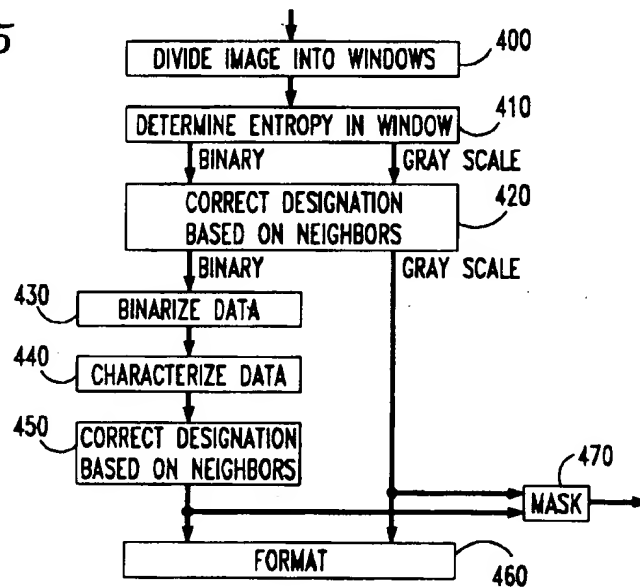 5
400
DIVIDE IMAGE INTO WINDOWS
410
DETERMINE ENTROPY IN WINDOW
BINARY GRAY SCALE
420
CORRECT DESIGNATION
BASED ON NEIGHBORS
BINARY GRAY SCALE
430
BINARIZE DATA
440
CHARACTERIZE DATA
450
CORRECT DESIGNATION
BASED ON NEIGHBORS
470
MASK
FORMAT
460